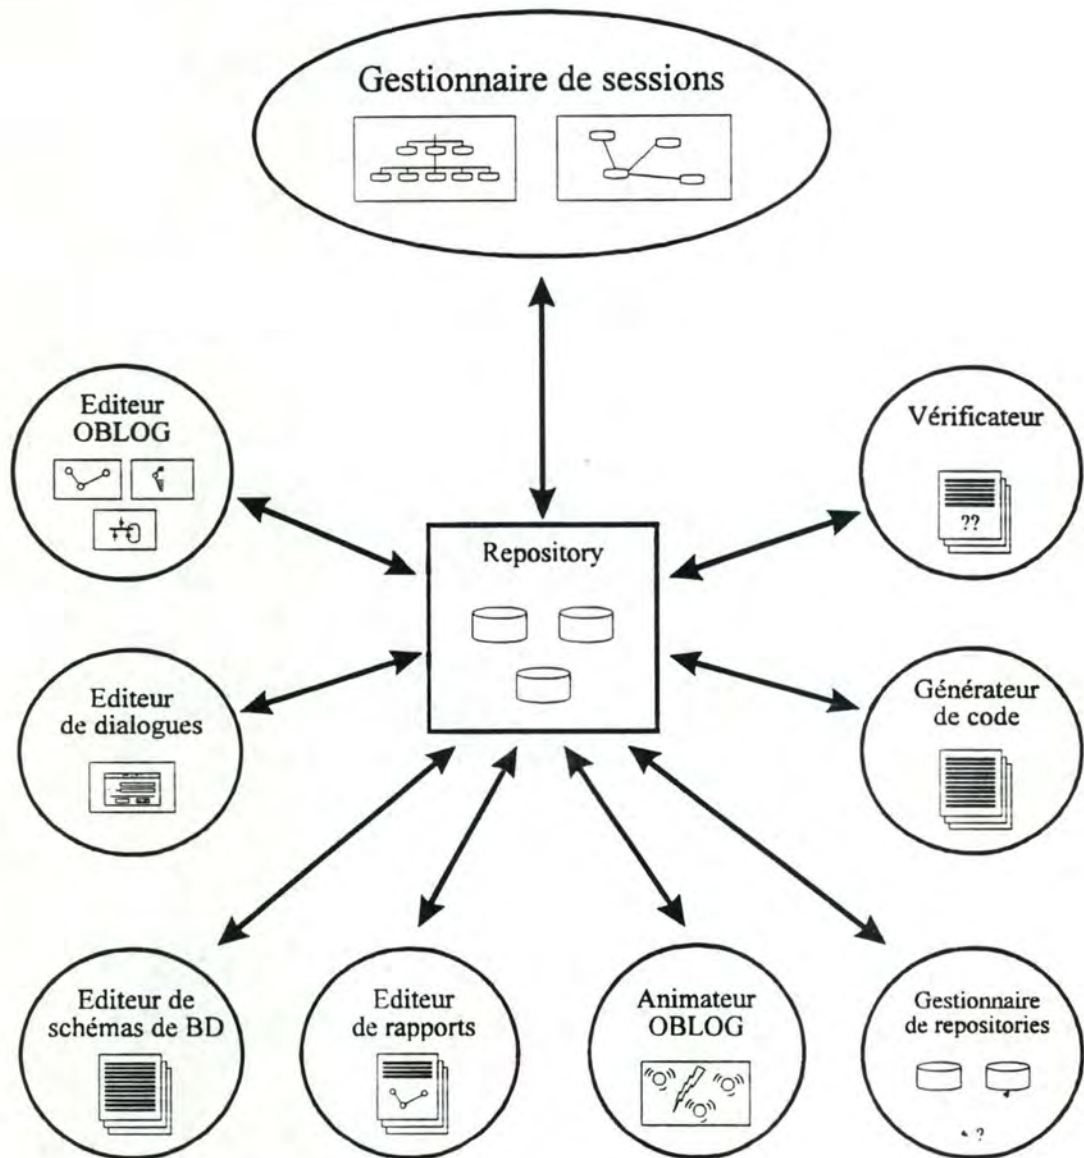 Gestionnaire de sessions
Editeur
OBLOG
Vérificateur
??
Repository
Editeur
de dialogues
Générateur
de code
Editeur de
schémas de BD
Editeur
de rapports
Animateur
OBLOG
Gestionnaire
de repositories
?